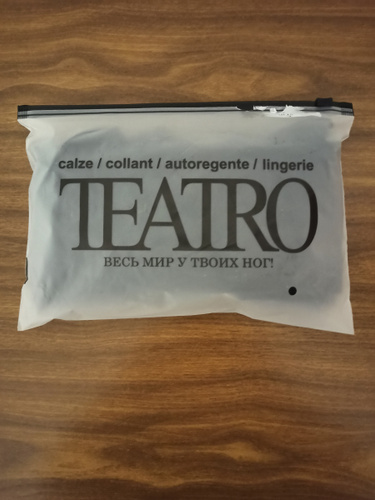 calze / collant / autoregente / lingerie
TEATRO
ВЕСЬ МИР У ТВОИХ НОГ!